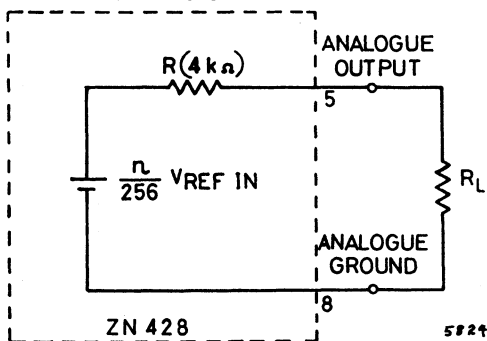 R(4kΩ)
ANALOGUE
OUTPUT
5
n
256
VREF IN
RL
ANALOGUE
GROUND
8
ZN 428
5824